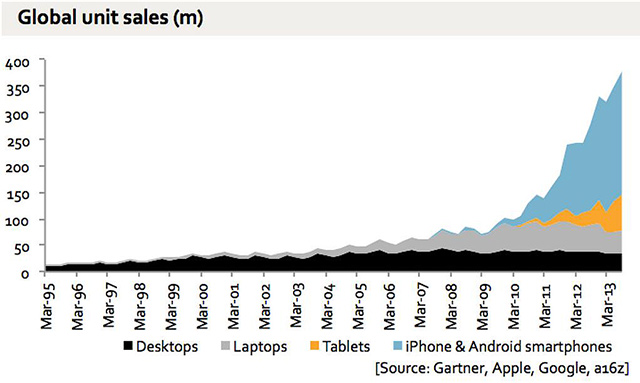 Global unit sales (m)
400
350
300
250
200
150
100
50
0
Mar-95
Mar-96
Mar-97
Mar-98
Mar-99
Mar-00
Mar-01
Mar-02
Mar-03
Mar-04
Mar-05
Mar-06
Mar-07
Mar-08
Mar-09
Mar-10
Mar-11
Mar-12
Mar-13
Desktops Laptops Tablets iPhone & Android smartphones
[Source: Gartner, Apple, Google, a16z]